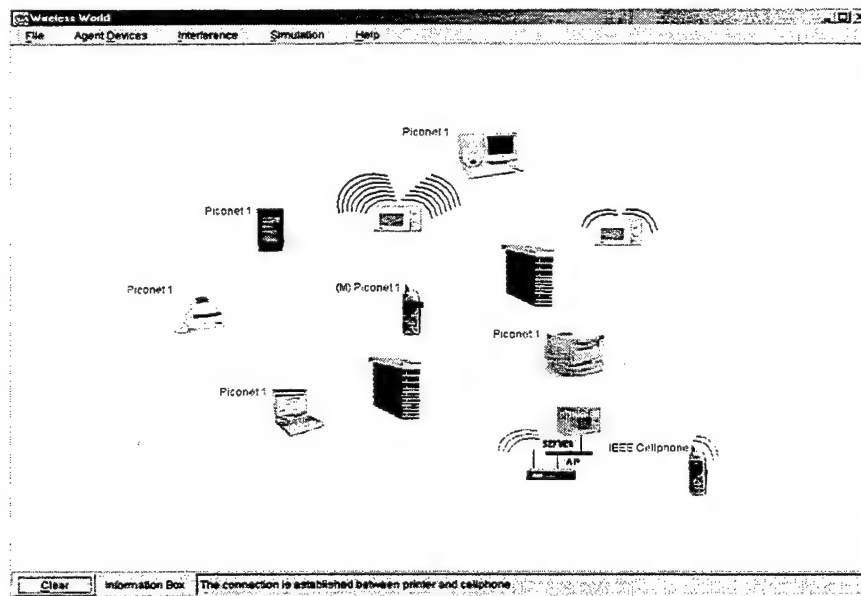 Wireless World
File Agent Devices Interference Simulation Help
Piconet 1
Piconet 1
Piconet 1
(M) Piconet 1
Piconet 1
Piconet 1
SERVER
AP
IEEE Cellphone
Clear Information Box The connection is established between printer and cellphone